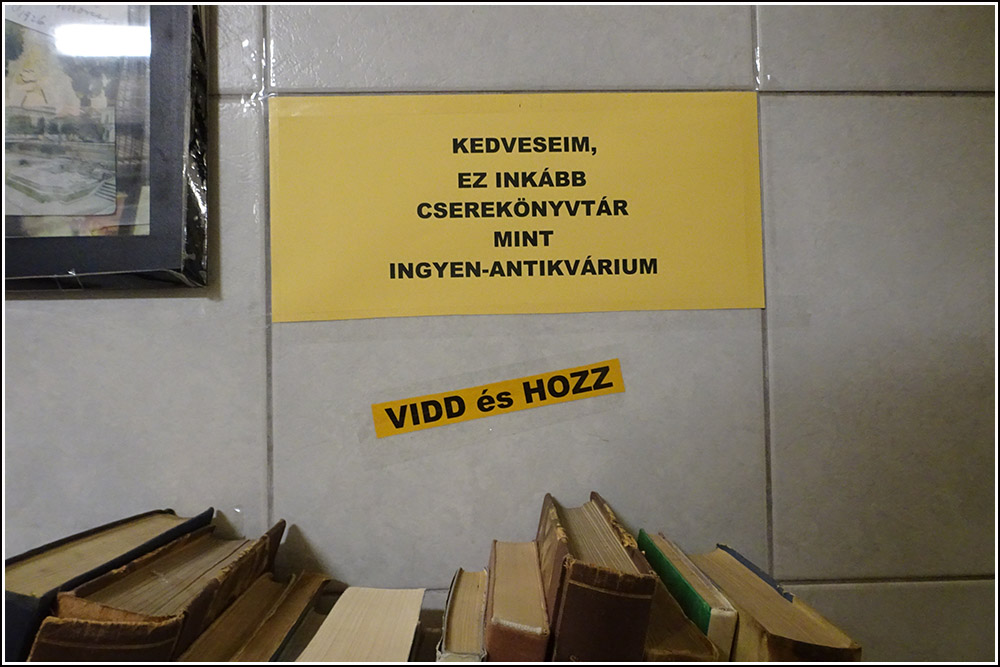 KEDVESEIM,
EZ INKÁBB
CSEREKÖNYVTÁR
MINT
INGYEN-ANTIKVÁRIUM
VIDD és HOZZ